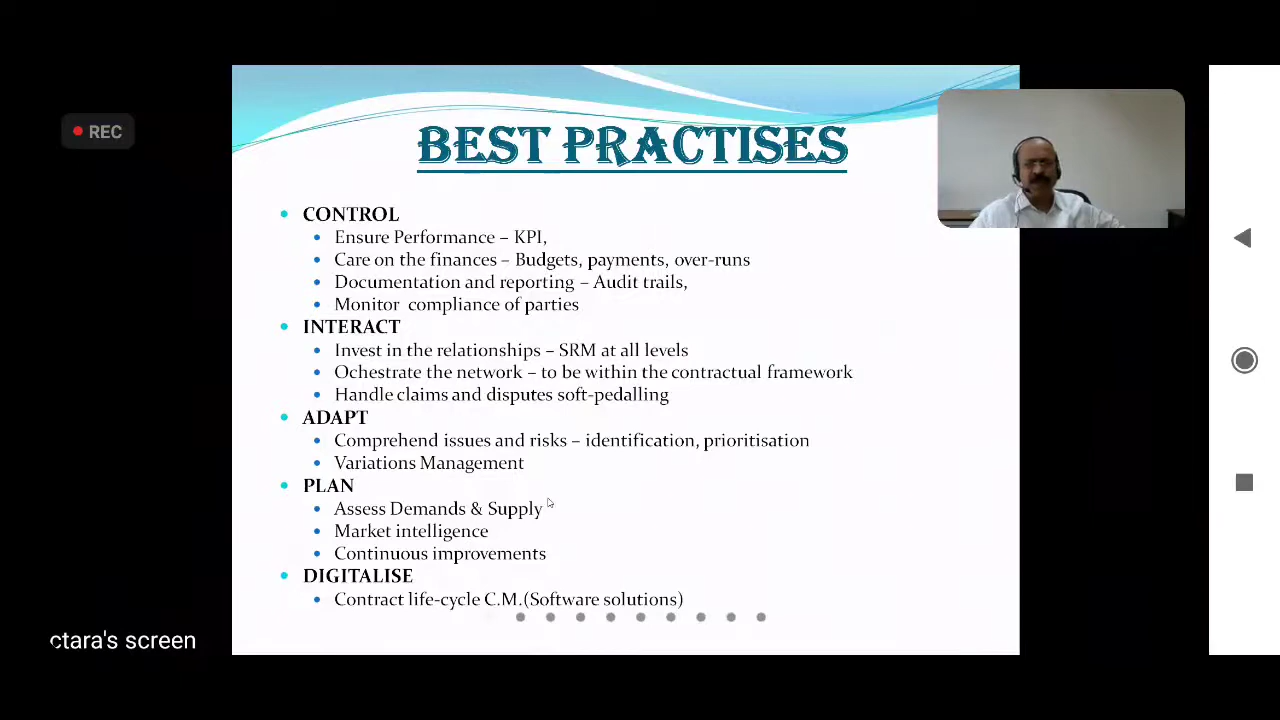 REC
BEST PRACTISES
CONTROL
Ensure Performance – KPI,
Care on the finances – Budgets, payments, over-runs
Documentation and reporting – Audit trails,
Monitor compliance of parties
INTERACT
Invest in the relationships – SRM at all levels
Ochestrate the network – to be within the contractual framework
Handle claims and disputes soft-pedalling
ADAPT
Comprehend issues and risks – identification, prioritisation
Variations Management
PLAN
Assess Demands & Supply
Market intelligence
Continuous improvements
DIGITALISE
Contract life-cycle C.M.(Software solutions)
ctara's screen